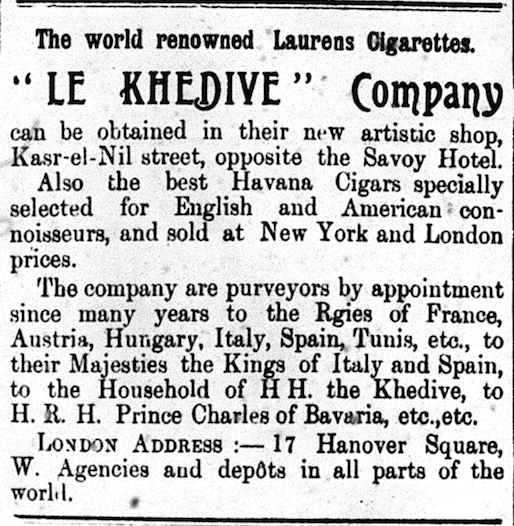 The world renowned Laurens Cigarettes.
"LE KHEDIVE" Company
can be obtained in their new artistic shop,
Kasr-el-Nil street, opposite the Savoy Hotel.
Also the best Havana Cigars specially
selected for English and American con-
noisseurs, and sold at New York and London
prices.
The company are purveyors by appointment
since many years to the Rgies of France,
Austria, Hungary, Italy, Spain, Tunis, etc., to
their Majesties the Kings of Italy and Spain,
to the Household of H H. the Khedive, to
H. R. H. Prince Charles of Bavaria, etc.,etc.
LONDON ADDRESS :— 17 Hanover Square,
W. Agencies and depôts in all parts of the
world.